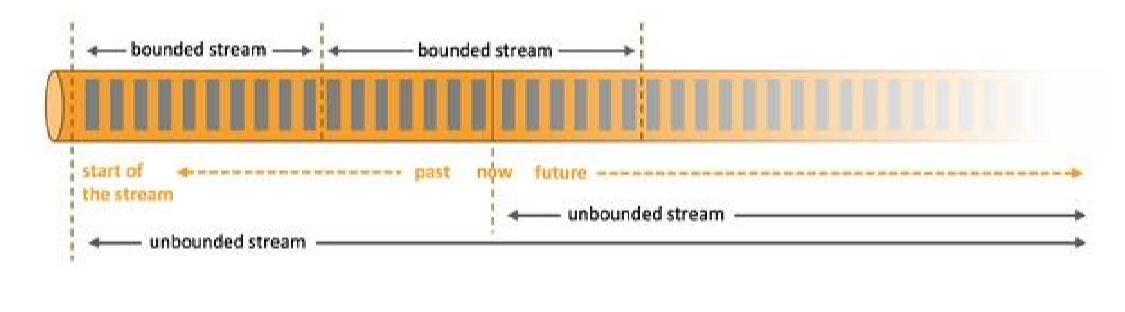 bounded stream
bounded stream
start of
the stream
past
now
future
unbounded stream
unbounded stream